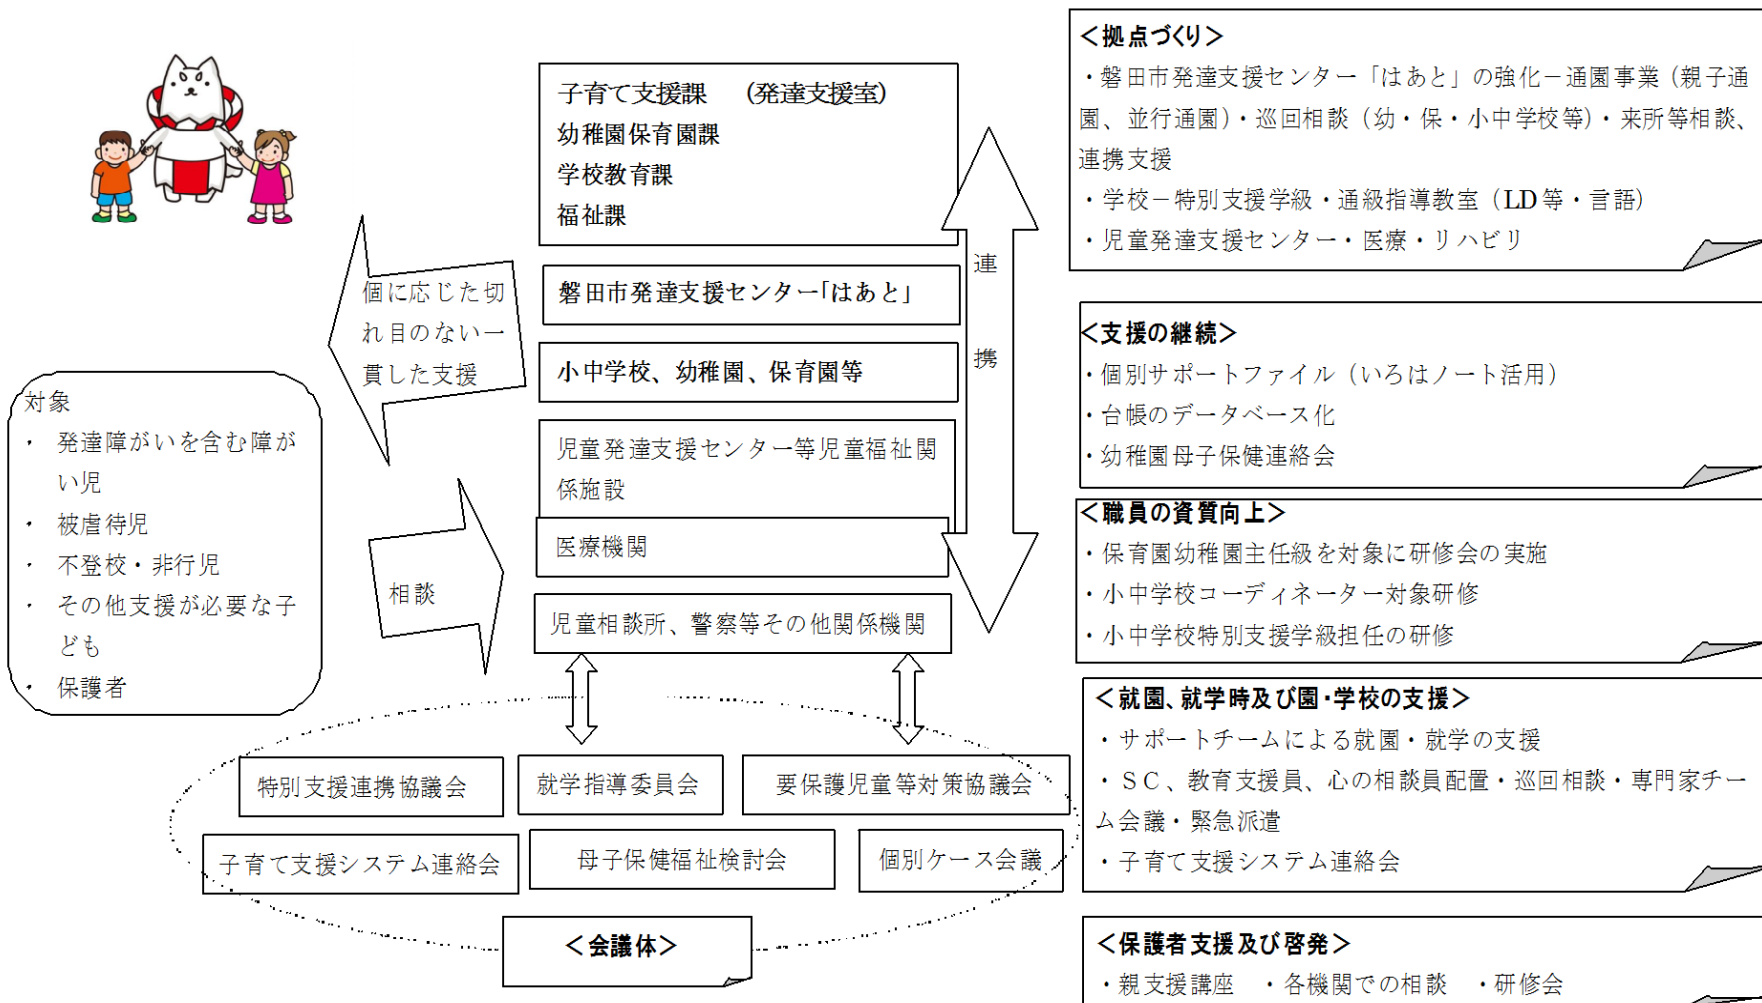 子育て支援課　（発達支援室）
幼稚園保育園課
学校教育課
福祉課
磐田市発達支援センター「はあと」
小中学校、幼稚園、保育園等
児童発達支援センター等児童福祉関
係施設
医療機関
児童相談所、警察等その他関係機関
連
携
個に応じた切
れ目のない一
貫した支援
対象
・　発達障がいを含む障が
い児
・　被虐待児
・　不登校・非行児
・　その他支援が必要な子
ども
・　保護者
相談
特別支援連携協議会
就学指導委員会
要保護児童等対策協議会
子育て支援システム連絡会
母子保健福祉検討会
個別ケース会議
＜会議体＞
＜拠点づくり＞
・磐田市発達支援センター「はあと」の強化－通園事業（親子通
園、並行通園）・巡回相談（幼・保・小中学校等）・来所等相談、
連携支援
・学校－特別支援学級・通級指導教室（LD等・言語）
・児童発達支援センター・医療・リハビリ
＜支援の継続＞
・個別サポートファイル（いろはノート活用）
・台帳のデータベース化
・幼稚園母子保健連絡会
＜職員の資質向上＞
・保育園幼稚園主任級を対象に研修会の実施
・小中学校コーディネーター対象研修
・小中学校特別支援学級担任の研修
＜就園、就学時及び園・学校の支援＞
・サポートチームによる就園・就学の支援
・ＳＣ、教育支援員、心の相談員配置・巡回相談・専門家チー
ム会議・緊急派遣
・子育て支援システム連絡会
＜保護者支援及び啓発＞
・親支援講座　・各機関での相談　・研修会